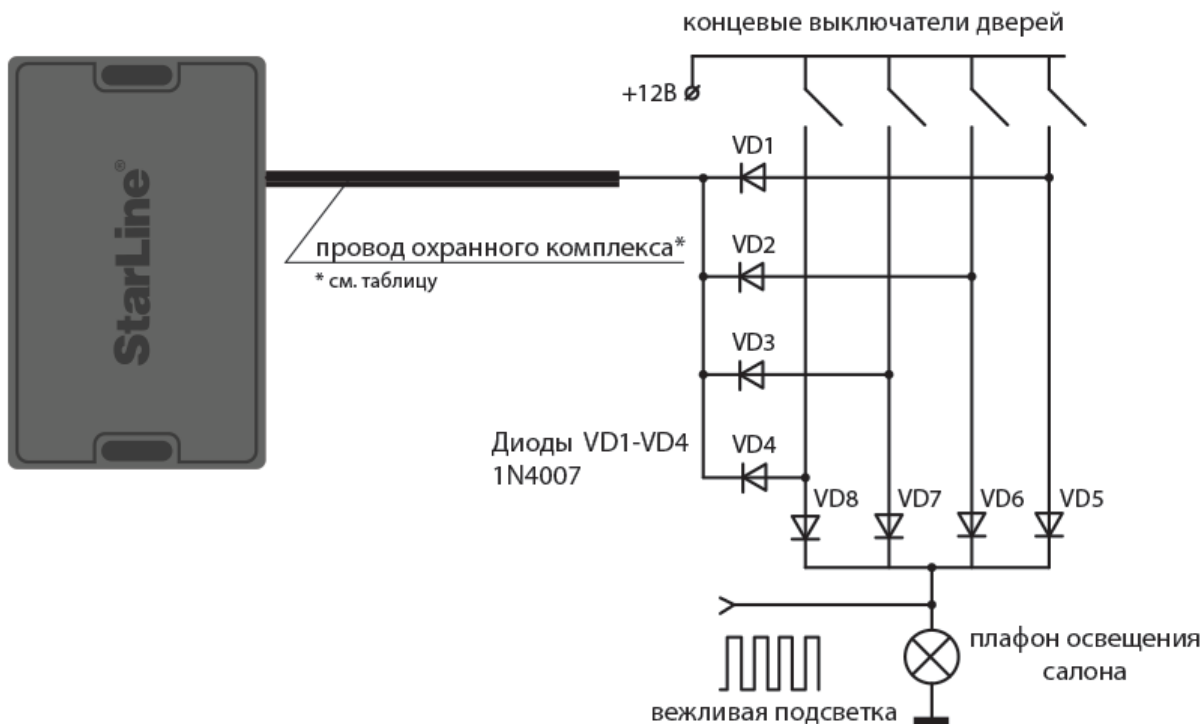 концевые выключатели дверей
+12В
StarLine®
VD1
провод охранного комплекса*
* см. таблицу
VD2
VD3
Диоды VD1-VD4
1N4007
VD4
VD8
VD7
VD6
VD5
плафон освещения
салона
вежливая подсветка